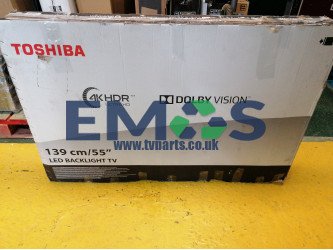 TOSHIBA
4K HDR
DOLBY VISION
EMOS
www.tvparts.co.uk
139 cm/55"
LED BACKLIGHT TV